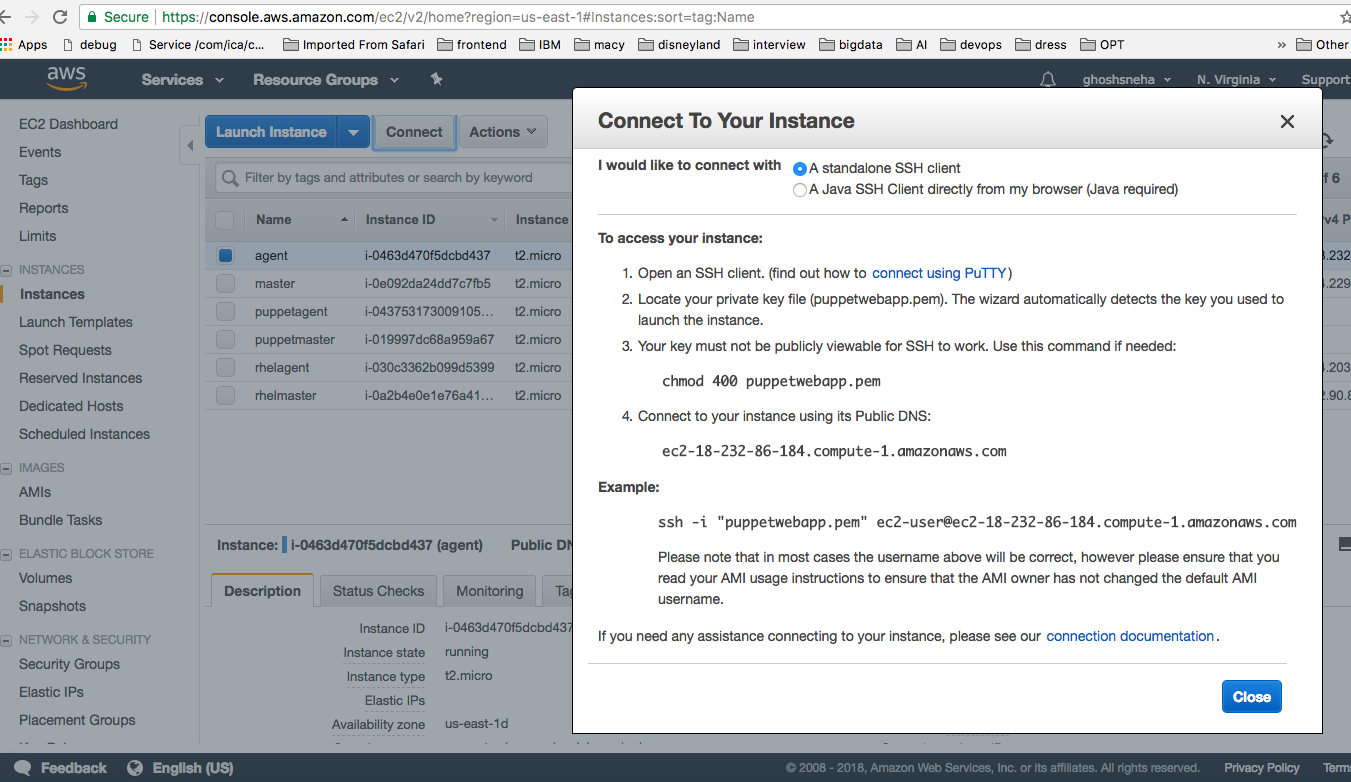 Secure https://console.aws.amazon.com/ec2/v2/home?region=us-east-1#Instances:sort=tag:Name
Apps debug Service /com/ica/c... Imported From Safari frontend IBM macy disneyland interview bigdata AI devops dress OPT » Other
aws Services Resource Groups ghoshsneha N. Virginia Support
EC2 Dashboard
Events
Tags
Reports
Limits
INSTANCES
Instances
Launch Templates
Spot Requests
Reserved Instances
Dedicated Hosts
Scheduled Instances
IMAGES
AMIs
Bundle Tasks
ELASTIC BLOCK STORE
Volumes
Snapshots
NETWORK & SECURITY
Security Groups
Elastic IPs
Placement Groups
Launch Instance Connect Actions
Filter by tags and attributes or search by keyword
f 6
Name Instance ID Instance v4 P
agent i-0463d470f5dcbd437 t2.micro 3.232
master i-0e092da24dd7c7fb5 t2.micro .229
puppetagent i-043753173009105... t2.micro
puppetmaster i-019997dc68a959a67 t2.micro
rhelagent i-030c3362b099d5399 t2.micro .203
rhelmaster i-0a2b4e0e1e76a41... t2.micro 2.90.8
Instance: i-0463d470f5dcbd437 (agent) Public DN
Description Status Checks Monitoring Tag
Instance ID i-0463d470f5dcbd437
Instance state running
Instance type t2.micro
Elastic IPs
Availability zone us-east-1d
Connect To Your Instance
I would like to connect with A standalone SSH client
A Java SSH Client directly from my browser (Java required)
To access your instance:
1. Open an SSH client. (find out how to connect using PuTTY)
2. Locate your private key file (puppetwebapp.pem). The wizard automatically detects the key you used to
launch the instance.
3. Your key must not be publicly viewable for SSH to work. Use this command if needed:
chmod 400 puppetwebapp.pem
4. Connect to your instance using its Public DNS:
ec2-18-232-86-184.compute-1.amazonaws.com
Example:
ssh -i "puppetwebapp.pem" ec2-user@ec2-18-232-86-184.compute-1.amazonaws.com
Please note that in most cases the username above will be correct, however please ensure that you
read your AMI usage instructions to ensure that the AMI owner has not changed the default AMI
username.
If you need any assistance connecting to your instance, please see our connection documentation.
Close
Feedback English (US) © 2008 - 2018, Amazon Web Services, Inc. or its affiliates. All rights reserved. Privacy Policy Terms